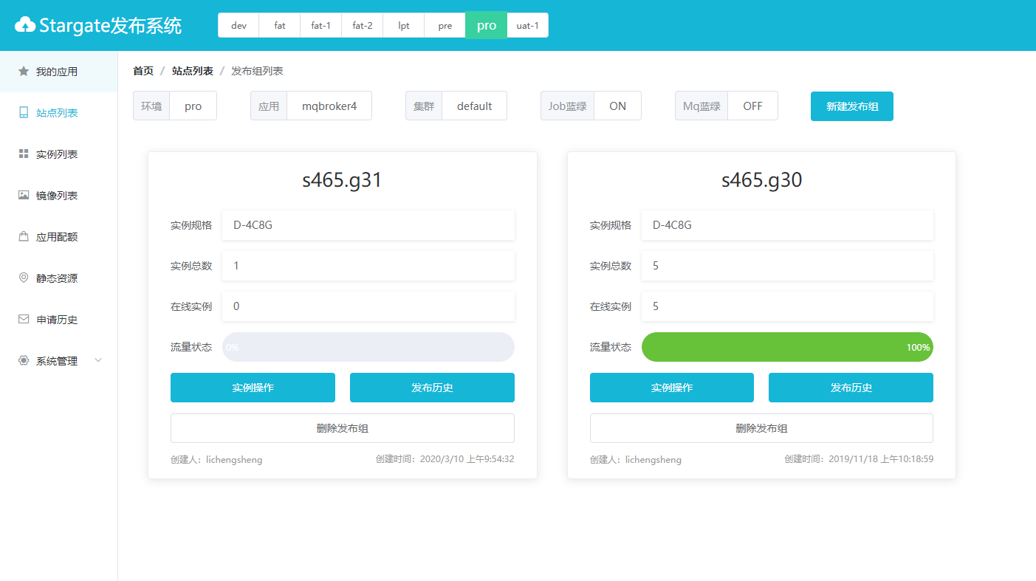 Stargate发布系统
dev fat fat-1 fat-2 lpt pre pro uat-1
我的应用
站点列表
实例列表
镜像列表
应用配额
静态资源
申请历史
系统管理
首页 / 站点列表 / 发布组列表
环境 pro 应用 mqbroker4 集群 default Job蓝绿 ON Mq蓝绿 OFF 新建发布组
s465.g31
实例规格 D-4C8G
实例总数 1
在线实例 0
流量状态 0%
实例操作 发布历史
删除发布组
创建人：lichengsheng 创建时间：2020/3/10 上午9:54:32
s465.g30
实例规格 D-4C8G
实例总数 5
在线实例 5
流量状态 100%
实例操作 发布历史
删除发布组
创建人：lichengsheng 创建时间：2019/11/18 上午10:18:59